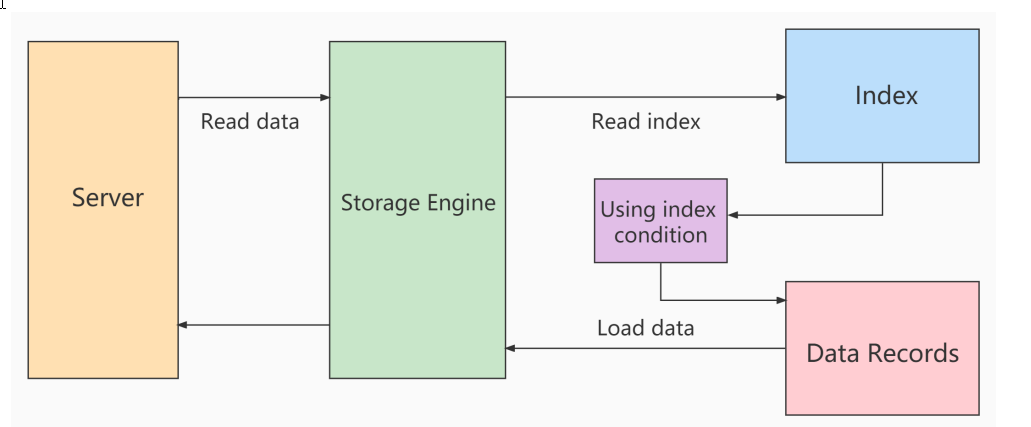 Server
Read data
Storage Engine
Read index
Index
Using index
condition
Load data
Data Records